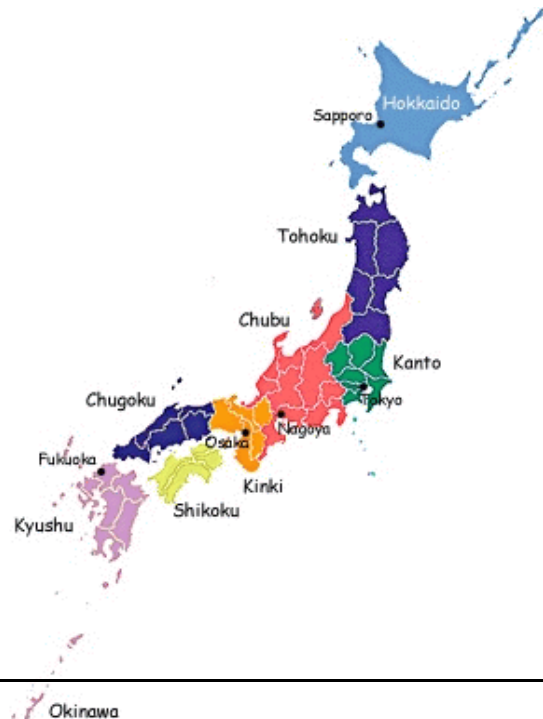 Hokkaido
Sapporo
Tohoku
Chubu
Kanto
Tokyo
Chugoku
Nagoya
Osaka
Fukuoka
Kinki
Shikoku
Kyushu
Okinawa